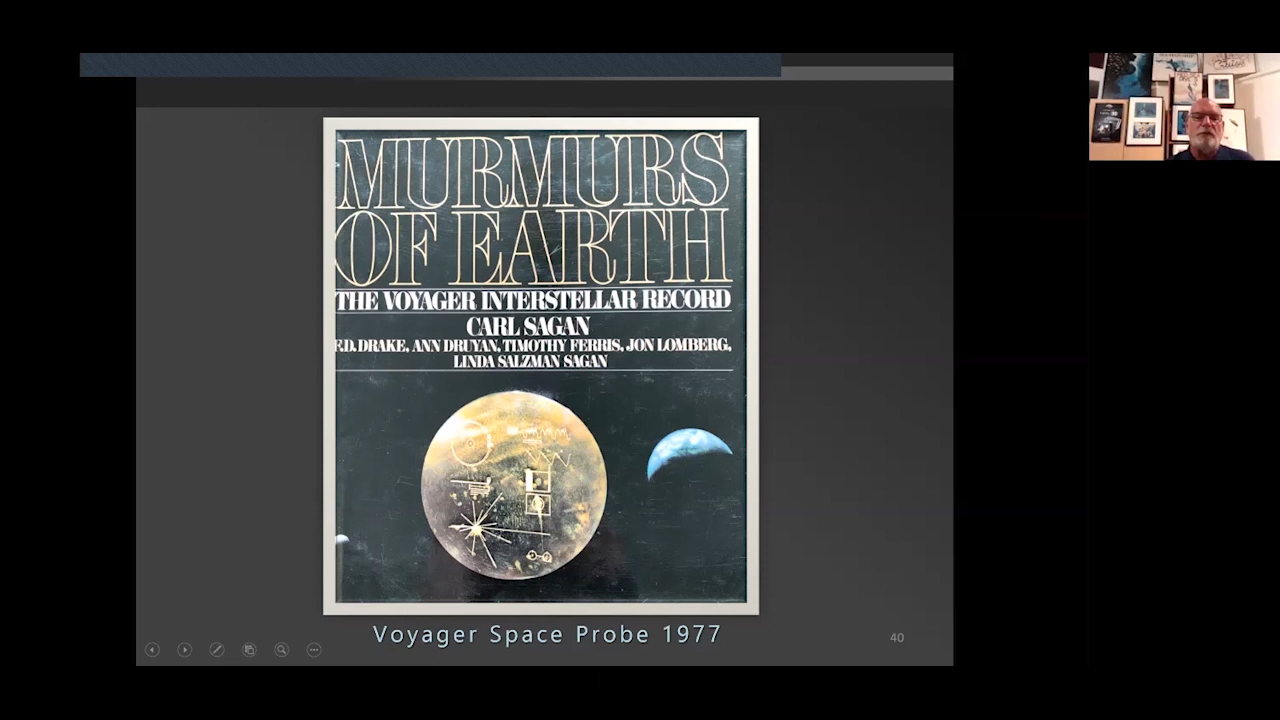 MURMURS
OF EARTH
THE VOYAGER INTERSTELLAR RECORD
CARL SAGAN
F.D. DRAKE, ANN DRUYAN, TIMOTHY FERRIS, JON LOMBERG,
LINDA SALZMAN SAGAN
Voyager Space Probe 1977
40